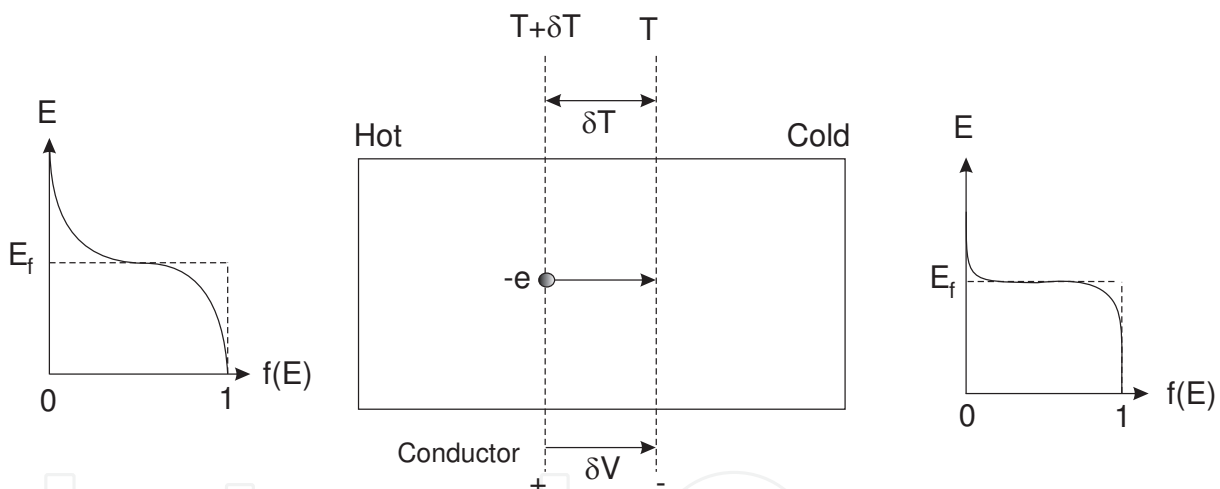 T+δT T
δT
Hot Cold
E
E_f
0 1 f(E)
-e
Conductor δV
+ -
E
E_f
0 1 f(E)